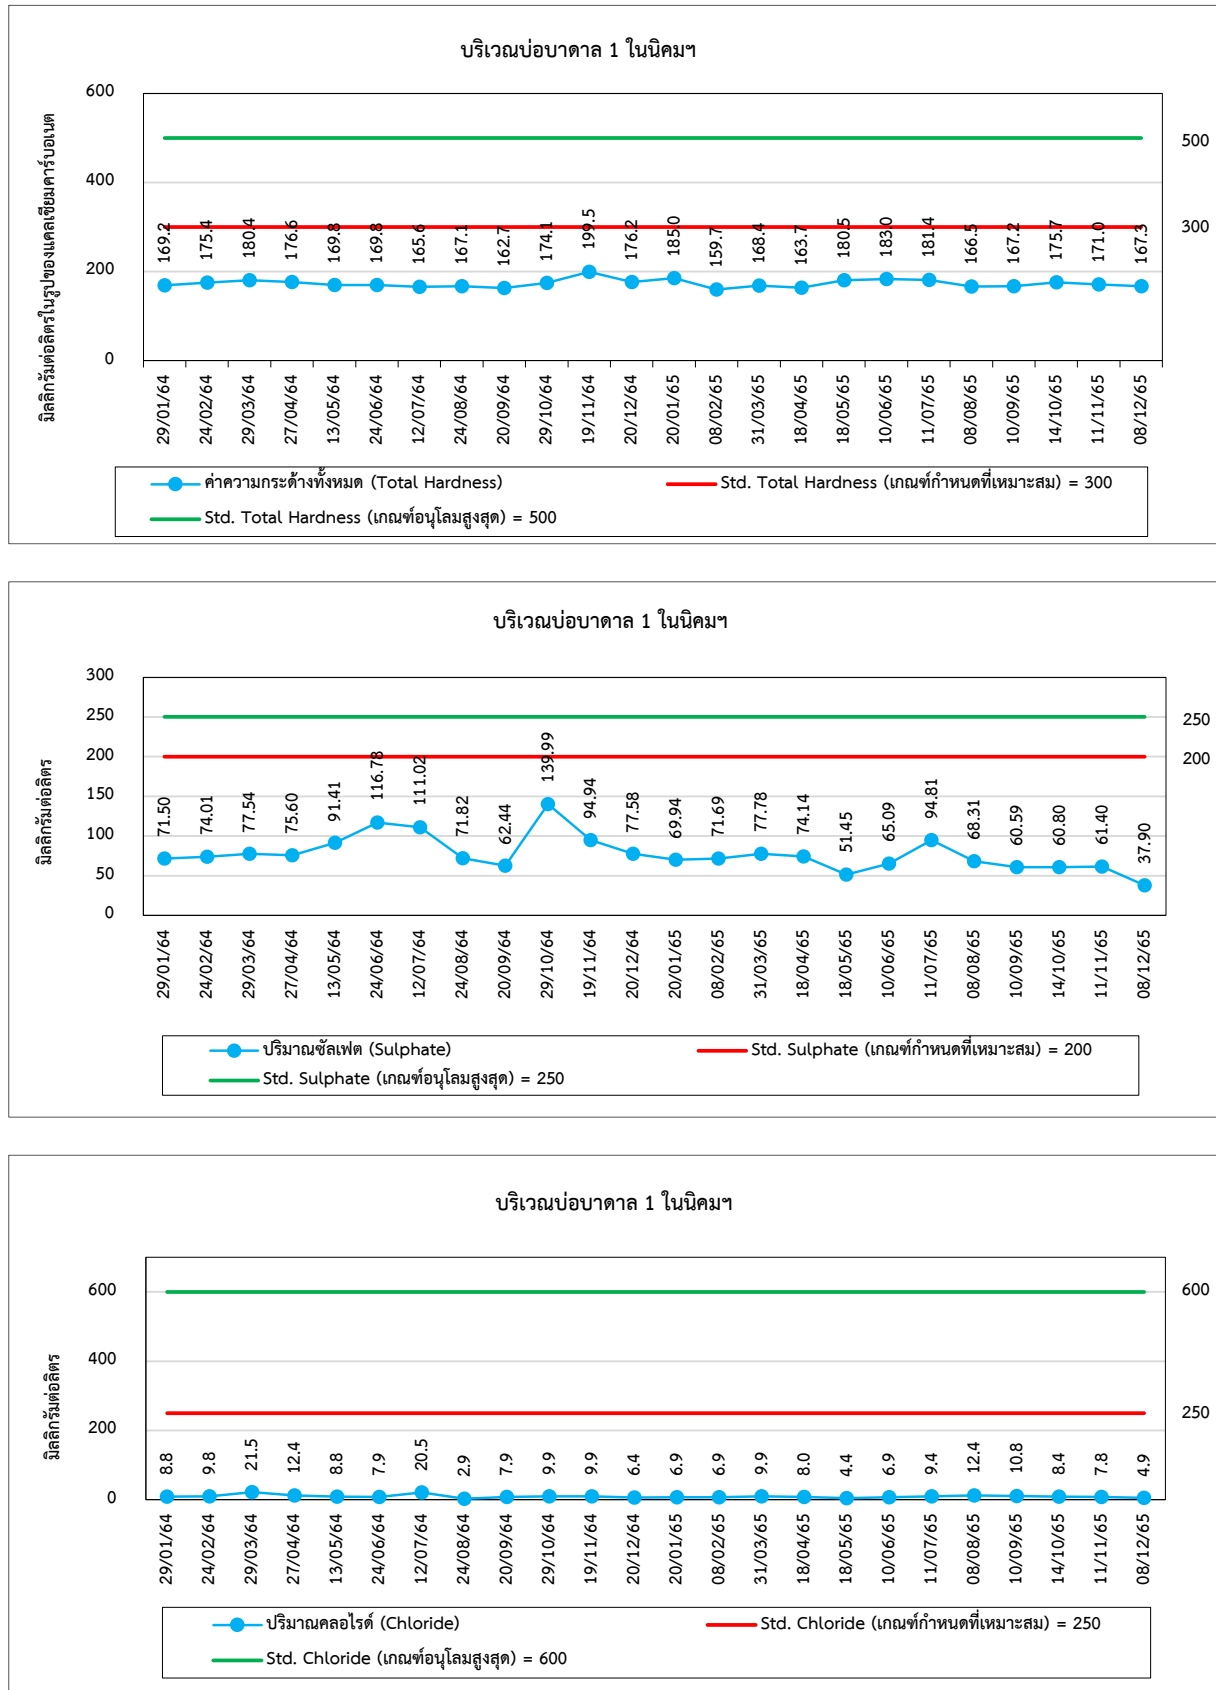 บริเวณบ่อบาดาล 1 ในนิคมฯ
มิลลิกรัมต่อลิตรในรูปของแคลเซียมคาร์บอเนต
600
400
200
0
500
300
169.2 175.4 180.4 176.6 169.8 169.8 165.6 167.1 162.7 174.1 199.5 176.2 185.0 159.7 168.4 163.7 180.5 183.0 181.4 166.5 167.2 175.7 171.0 167.3
29/01/64 24/02/64 29/03/64 27/04/64 13/05/64 24/06/64 12/07/64 24/08/64 20/09/64 29/10/64 19/11/64 20/12/64 20/01/65 08/02/65 31/03/65 18/04/65 18/05/65 10/06/65 11/07/65 08/08/65 10/09/65 14/10/65 11/11/65 08/12/65
ค่าความกระด้างทั้งหมด (Total Hardness) Std. Total Hardness (เกณฑ์กำหนดที่เหมาะสม) = 300
Std. Total Hardness (เกณฑ์อนุโลมสูงสุด) = 500
บริเวณบ่อบาดาล 1 ในนิคมฯ
มิลลิกรัมต่อลิตร
300
250
200
150
100
50
0
250
200
71.50 74.01 77.54 75.60 91.41 116.78 111.02 71.82 62.44 139.99 94.94 77.58 69.94 71.69 77.78 74.14 51.45 65.09 94.81 68.31 60.59 60.80 61.40 37.90
29/01/64 24/02/64 29/03/64 27/04/64 13/05/64 24/06/64 12/07/64 24/08/64 20/09/64 29/10/64 19/11/64 20/12/64 20/01/65 08/02/65 31/03/65 18/04/65 18/05/65 10/06/65 11/07/65 08/08/65 10/09/65 14/10/65 11/11/65 08/12/65
ปริมาณซัลเฟต (Sulphate) Std. Sulphate (เกณฑ์กำหนดที่เหมาะสม) = 200
Std. Sulphate (เกณฑ์อนุโลมสูงสุด) = 250
บริเวณบ่อบาดาล 1 ในนิคมฯ
มิลลิกรัมต่อลิตร
600
400
200
0
600
250
8.8 9.8 21.5 12.4 8.8 7.9 20.5 2.9 7.9 9.9 9.9 6.4 6.9 6.9 9.9 8.0 4.4 6.9 9.4 12.4 10.8 8.4 7.8 4.9
29/01/64 24/02/64 29/03/64 27/04/64 13/05/64 24/06/64 12/07/64 24/08/64 20/09/64 29/10/64 19/11/64 20/12/64 20/01/65 08/02/65 31/03/65 18/04/65 18/05/65 10/06/65 11/07/65 08/08/65 10/09/65 14/10/65 11/11/65 08/12/65
ปริมาณคลอไรด์ (Chloride) Std. Chloride (เกณฑ์กำหนดที่เหมาะสม) = 250
Std. Chloride (เกณฑ์อนุโลมสูงสุด) = 600